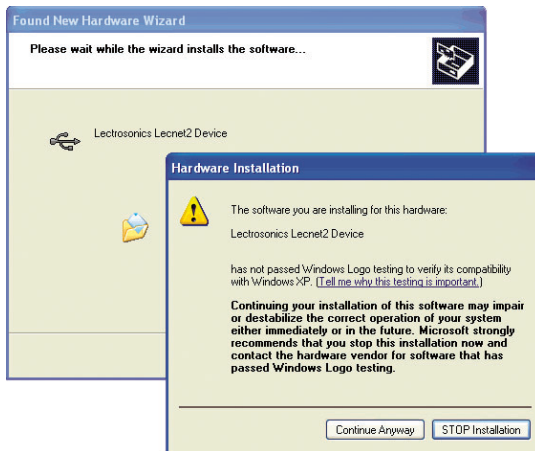 Found New Hardware Wizard
Please wait while the wizard installs the software...
Lectrosonics Lecnet2 Device
Hardware Installation
The software you are installing for this hardware:
Lectrosonics Lecnet2 Device
has not passed Windows Logo testing to verify its compatibility
with Windows XP. (Tell me why this testing is important.)
Continuing your installation of this software may impair
or destabilize the correct operation of your system
either immediately or in the future. Microsoft strongly
recommends that you stop this installation now and
contact the hardware vendor for software that has
passed Windows Logo testing.
Continue Anyway STOP Installation